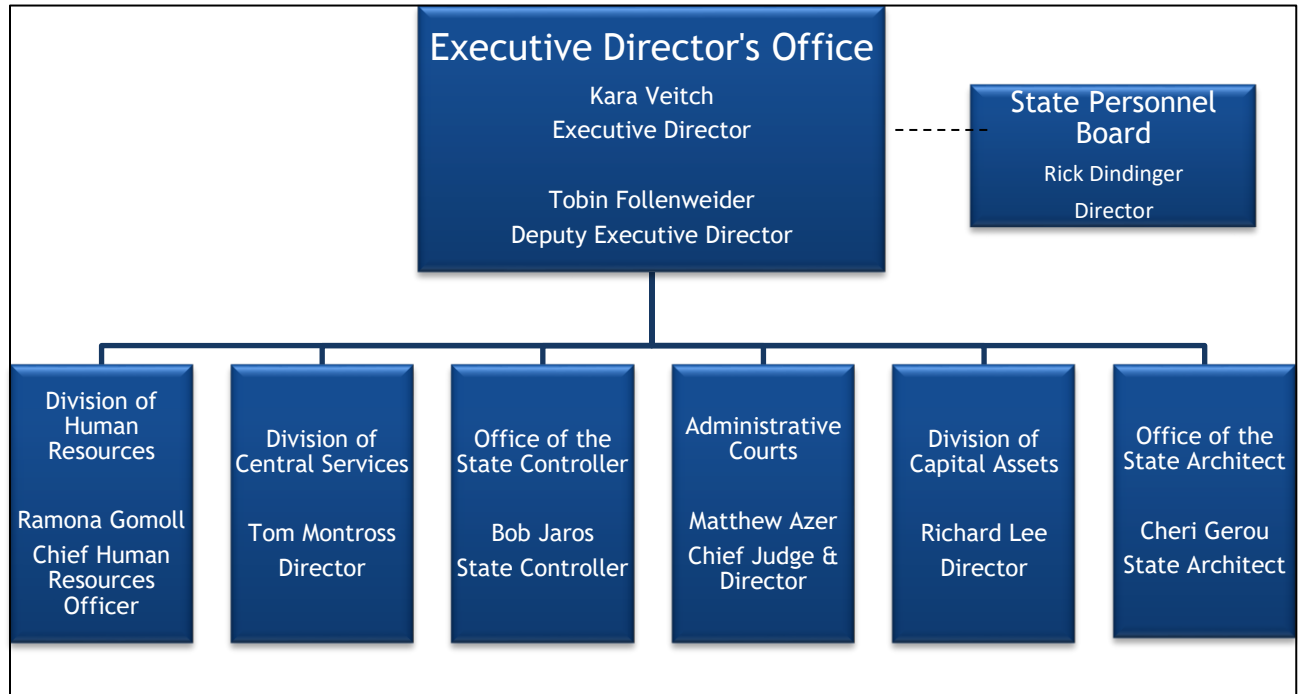 Executive Director's Office
Kara Veitch
Executive Director
Tobin Follenweider
Deputy Executive Director
State Personnel
Board
Rick Dindinger
Director
Division of
Human
Resources
Ramona Gomoll
Chief Human
Resources
Officer
Division of
Central Services
Tom Montross
Director
Office of the
State Controller
Bob Jaros
State Controller
Administrative
Courts
Matthew Azer
Chief Judge &
Director
Division of
Capital Assets
Richard Lee
Director
Office of the
State Architect
Cheri Gerou
State Architect